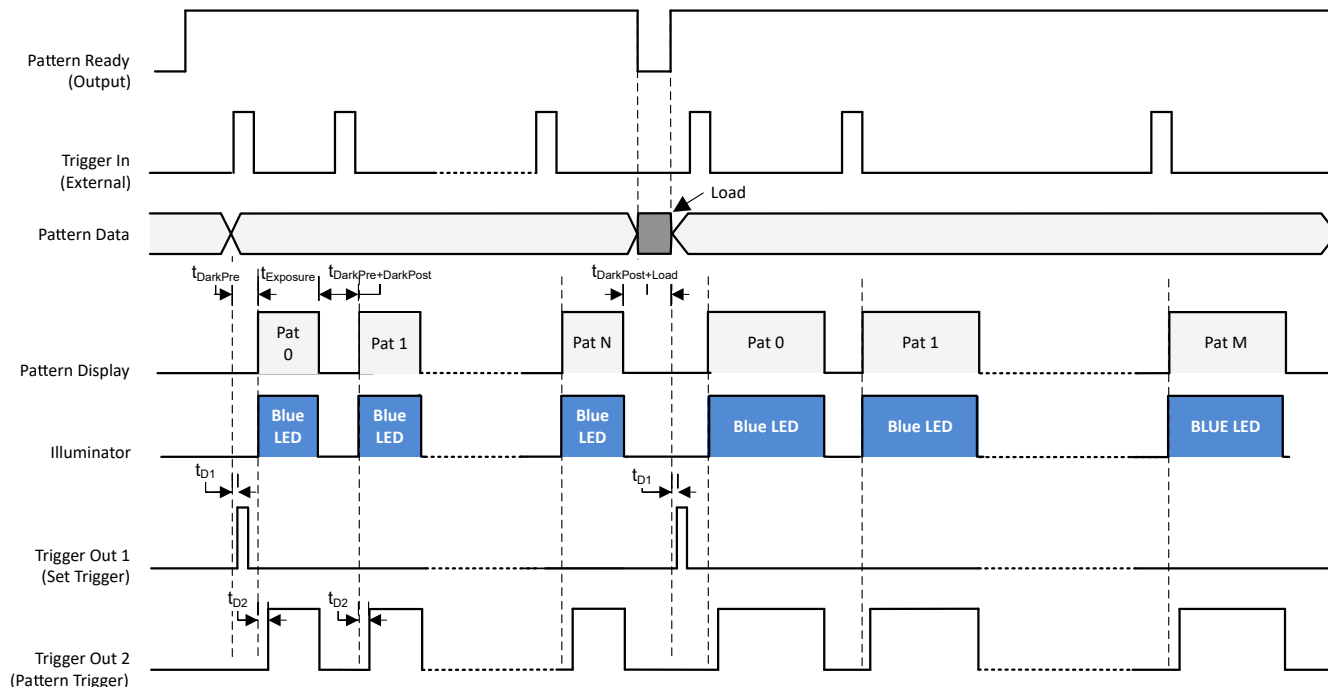 Pattern Ready
(Output)
Trigger In
(External)
Load
Pattern Data
tDarkPre
tExposure
tDarkPre+DarkPost
tDarkPost+Load
Pat
0
Pat 1
Pat N
Pat 0
Pat 1
Pat M
Pattern Display
Blue
LED
Blue
LED
Blue
LED
Blue LED
Blue LED
BLUE LED
Illuminator
tD1
tD1
Trigger Out 1
(Set Trigger)
tD2
tD2
Trigger Out 2
(Pattern Trigger)